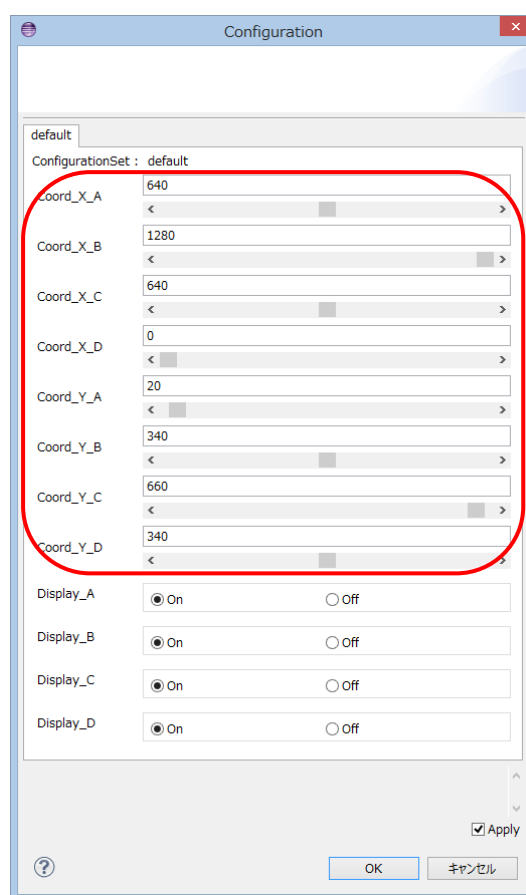 Configuration
default
ConfigurationSet : default
Coord_X_A 640
Coord_X_B 1280
Coord_X_C 640
Coord_X_D 0
Coord_Y_A 20
Coord_Y_B 340
Coord_Y_C 660
Coord_Y_D 340
Display_A On Off
Display_B On Off
Display_C On Off
Display_D On Off
Apply
OK キャンセル